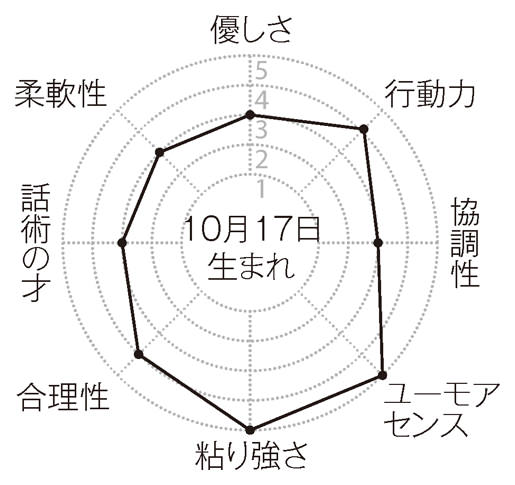 優しさ
行動力
協調性
ユーモア
センス
粘り強さ
合理性
話術の才
柔軟性
5
4
3
2
1
10月17日
生まれ